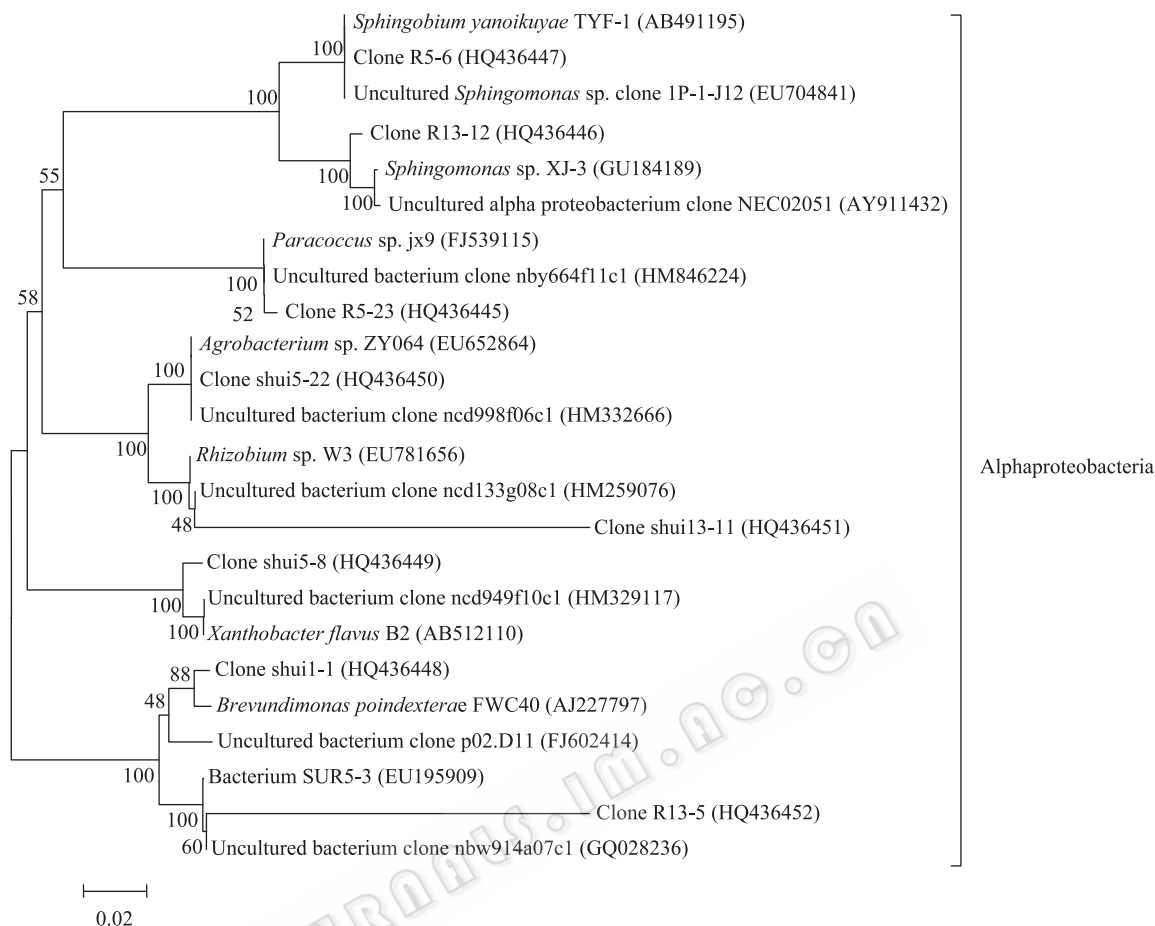 Sphingobium yanoikuyae TYF-1 (AB491195)
100
Clone R5-6 (HQ436447)
Uncultured Sphingomonas sp. clone 1P-1-J12 (EU704841)
100
Clone R13-12 (HQ436446)
Sphingomonas sp. XJ-3 (GU184189)
100
100
Uncultured alpha proteobacterium clone NEC02051 (AY911432)
55
Paracoccus sp. jx9 (FJ539115)
Uncultured bacterium clone nby664f11c1 (HM846224)
100
58
52
Clone R5-23 (HQ436445)
Agrobacterium sp. ZY064 (EU652864)
100
Clone shui5-22 (HQ436450)
Uncultured bacterium clone ncd998f06c1 (HM332666)
100
Rhizobium sp. W3 (EU781656)
Alphaproteobacteria
Uncultured bacterium clone ncd133g08c1 (HM259076)
100
48
Clone shui13-11 (HQ436451)
Clone shui5-8 (HQ436449)
Uncultured bacterium clone ncd949f10c1 (HM329117)
100
100
Xanthobacter flavus B2 (AB512110)
Clone shui1-1 (HQ436448)
88
48
Brevundimonas poindexterae FWC40 (AJ227797)
Uncultured bacterium clone p02.D11 (FJ602414)
100
Bacterium SUR5-3 (EU195909)
Clone R13-5 (HQ436452)
100
60
Uncultured bacterium clone nbw914a07c1 (GQ028236)
0.02
RNALS.IM.AC.CN